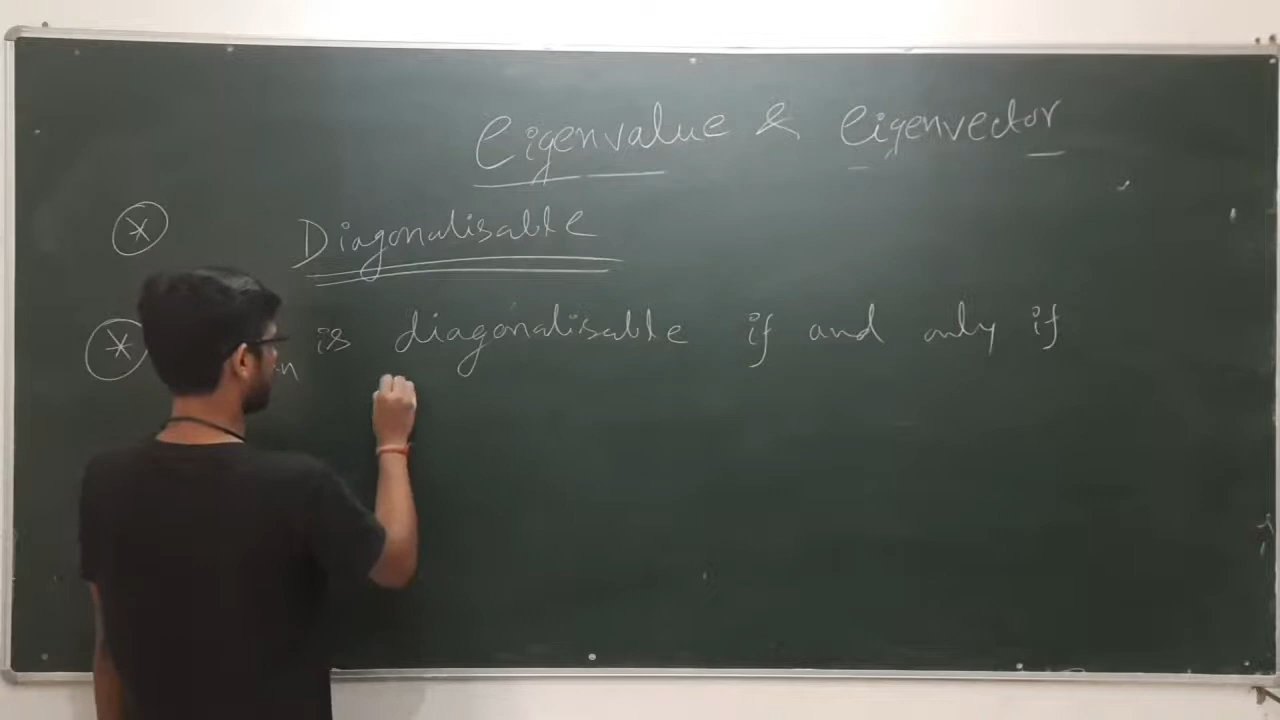 Eigenvalue & Eigenvector
* Diagonalisable
* n is diagonalisable if and only if